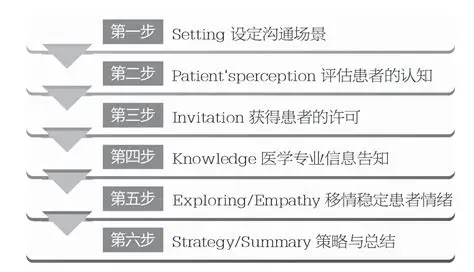 第一步 Setting 设定沟通场景
第二步 Patient'sperception 评估患者的认知
第三步 Invitation 获得患者的许可
第四步 Knowledge 医学专业信息告知
第五步 Exploring/Empathy 移情稳定患者情绪
第六步 Strategy/Summary 策略与总结